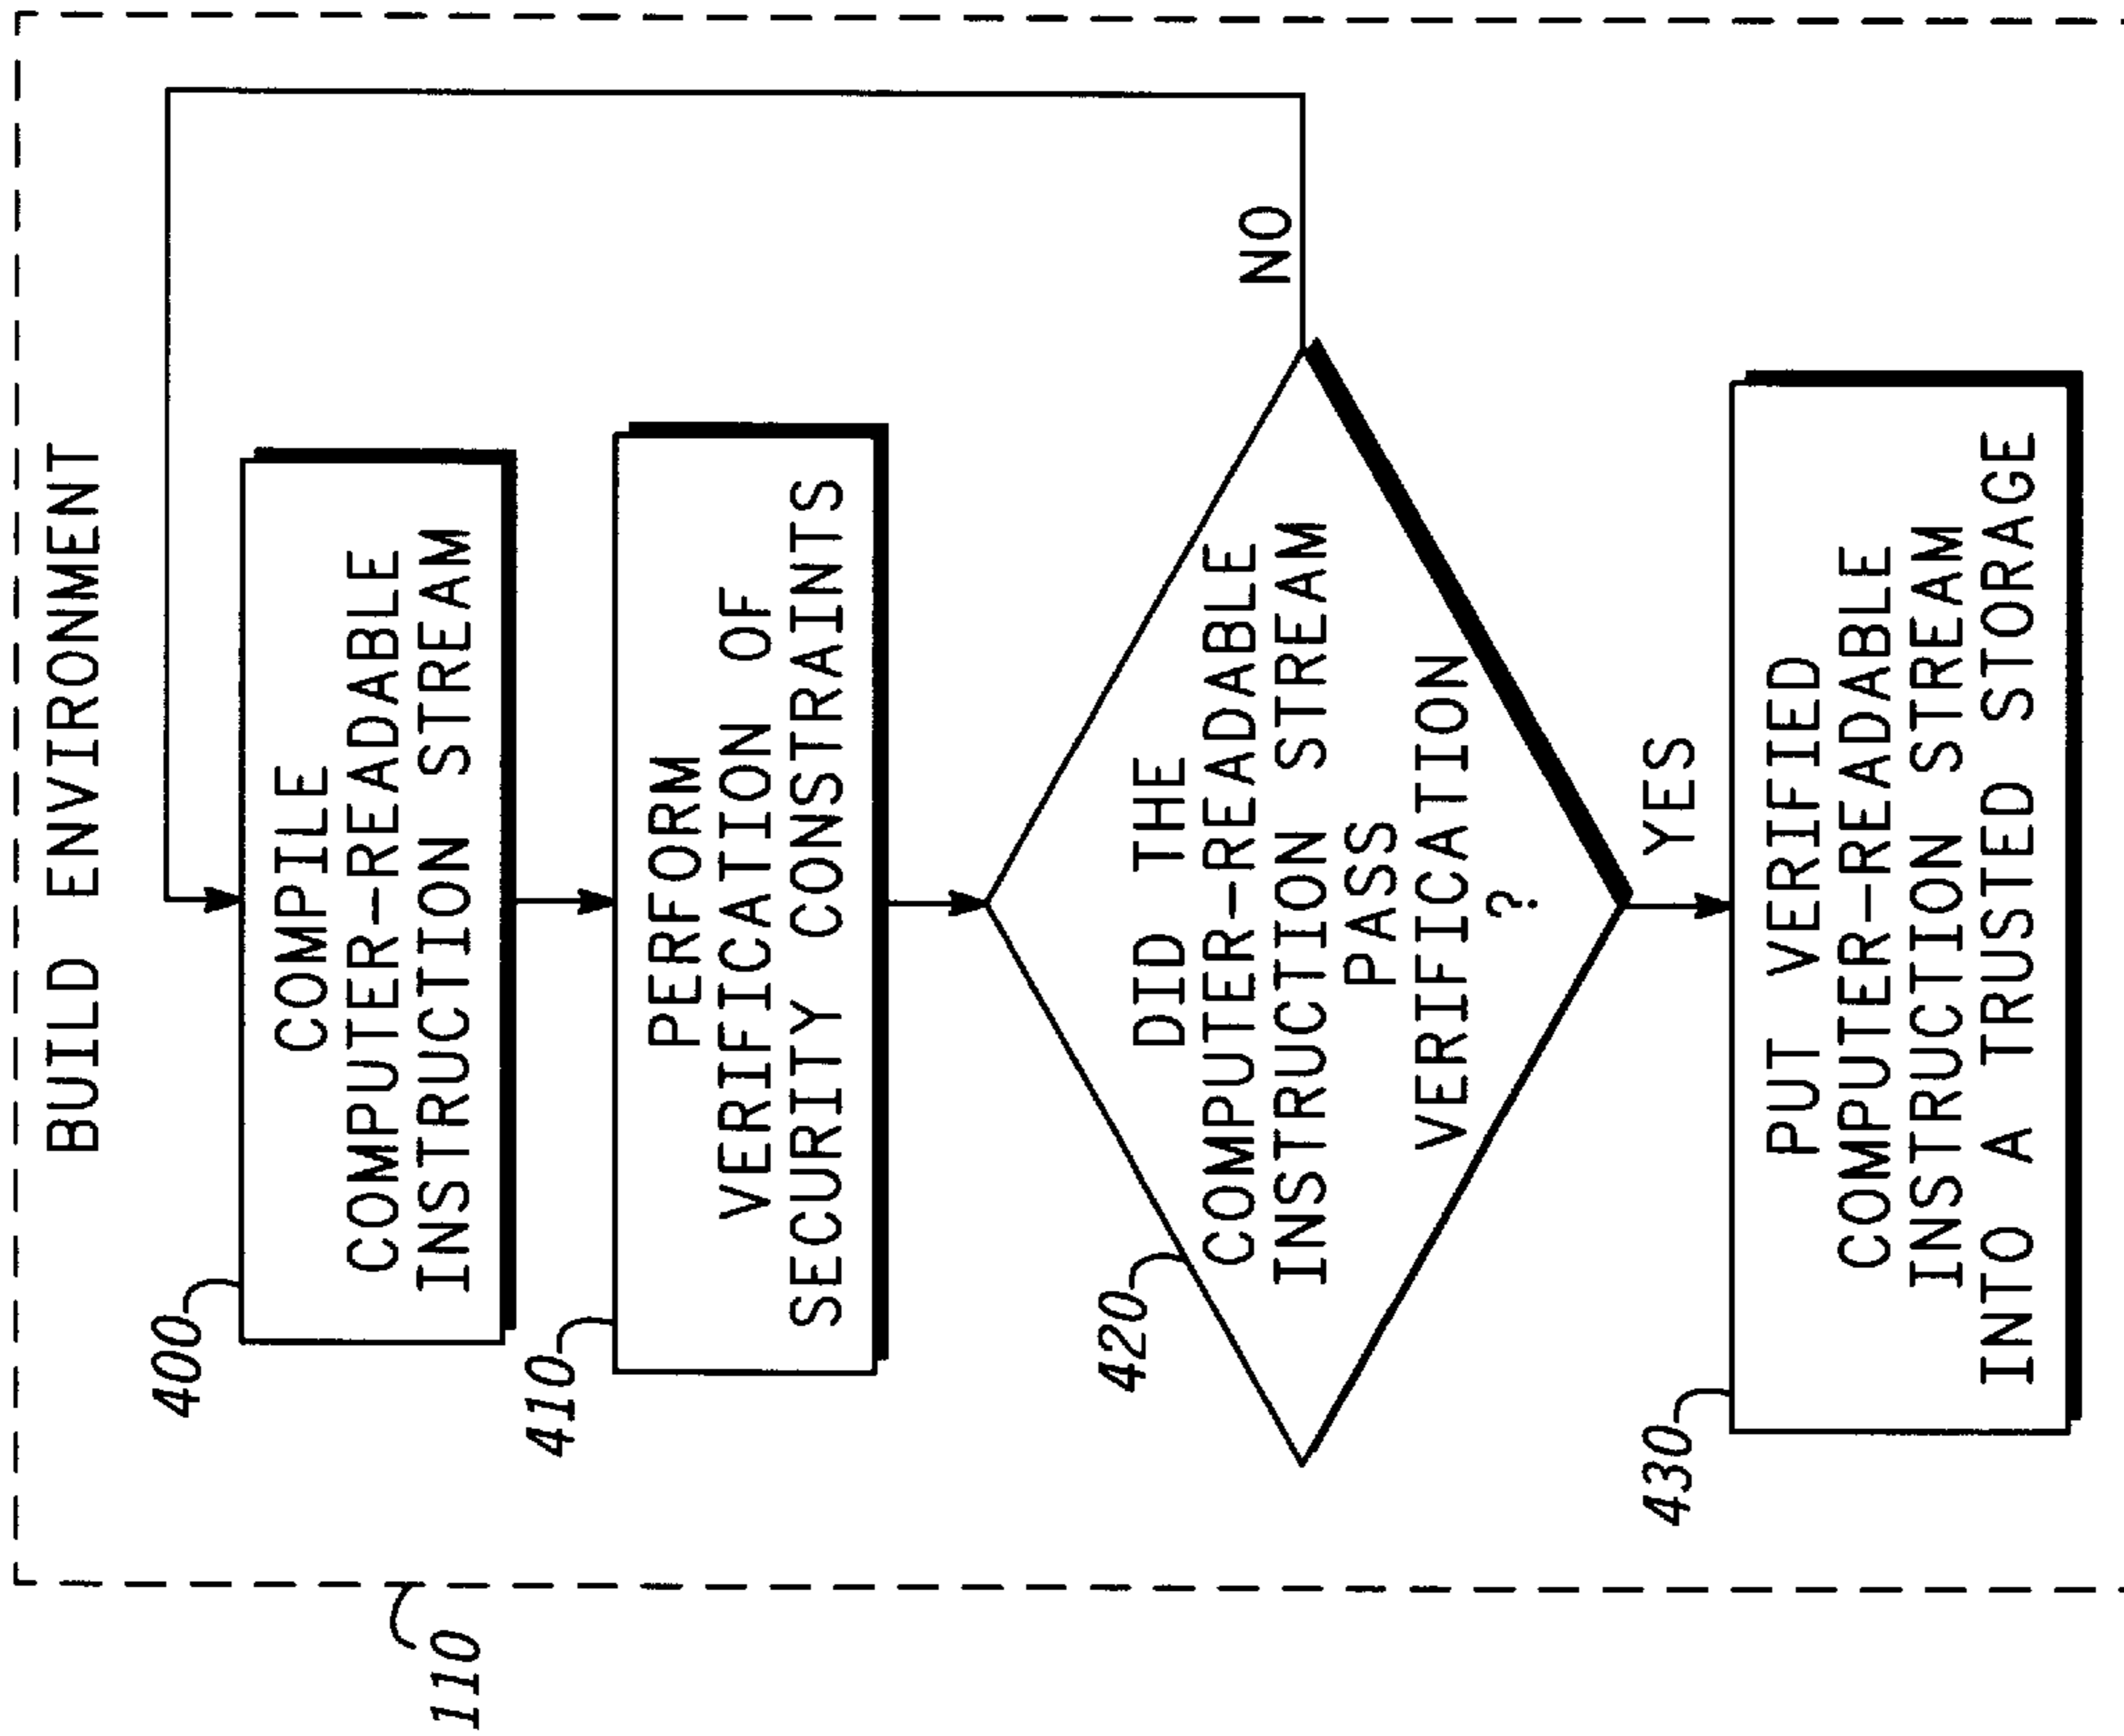 BUILD ENVIRONMENT
110
400
COMPILE
COMPUTER-READABLE
INSTRUCTION STREAM
410
PERFORM
VERIFICATION OF
SECURITY CONSTRAINTS
420
DID THE
COMPUTER-READABLE
INSTRUCTION STREAM
PASS
VERIFICATION
?
NO
YES
430
PUT VERIFIED
COMPUTER-READABLE
INSTRUCTION STREAM
INTO A TRUSTED STORAGE